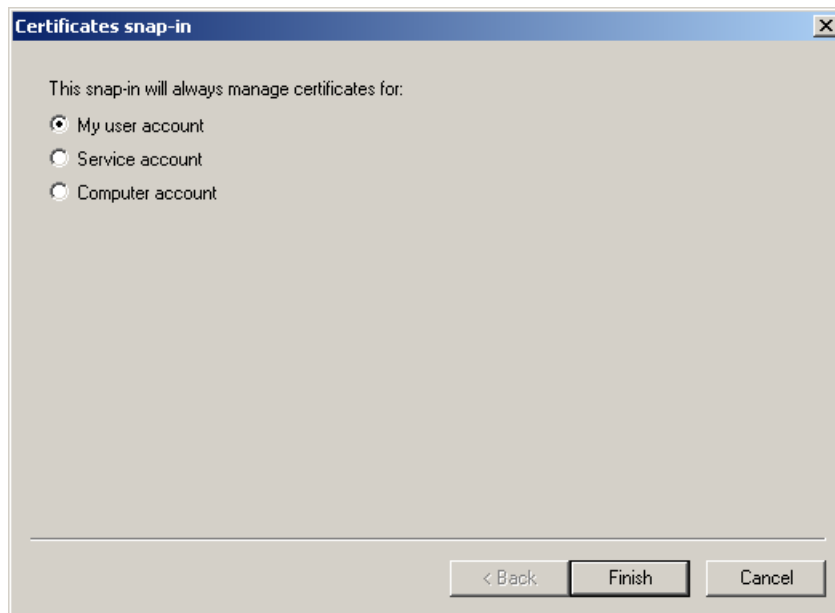 Certificates snap-in
This snap-in will always manage certificates for:
My user account
Service account
Computer account
< Back Finish Cancel